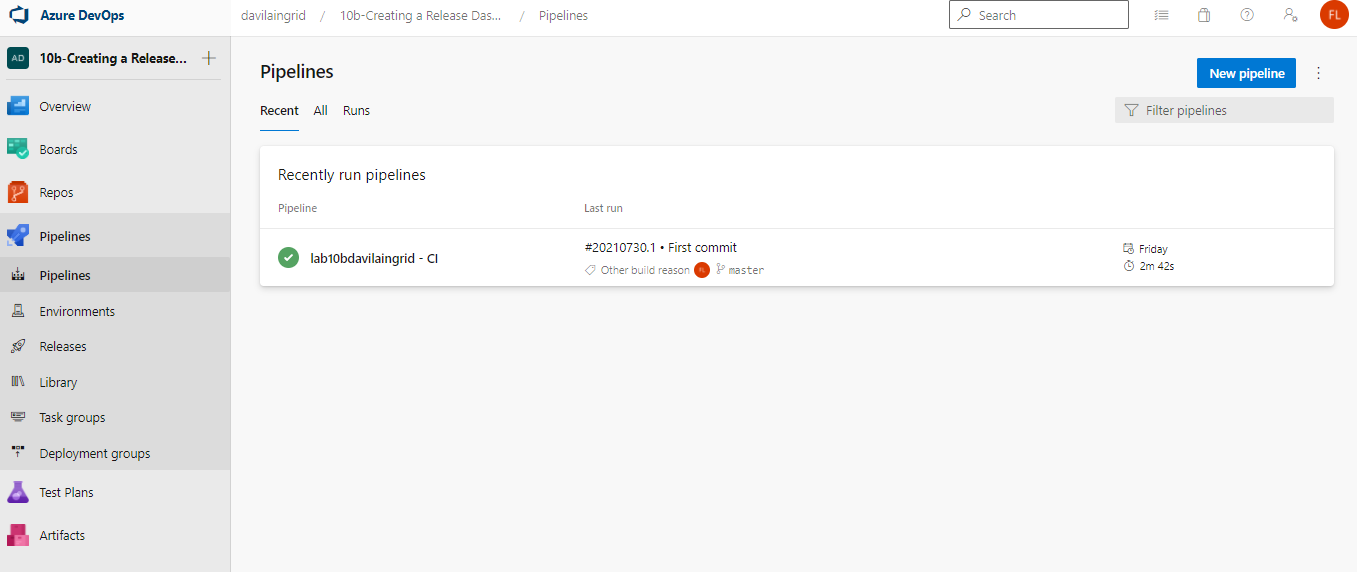 Azure DevOps
davilaingrid / 10b-Creating a Release Das... / Pipelines
Search
FL
AD 10b-Creating a Release...
Overview
Boards
Repos
Pipelines
Pipelines
Environments
Releases
Library
Task groups
Deployment groups
Test Plans
Artifacts
Pipelines
New pipeline
Recent All Runs
Filter pipelines
Recently run pipelines
Pipeline Last run
lab10bdavilaingrid - CI
#20210730.1 • First commit
Other build reason FL master
Friday
2m 42s